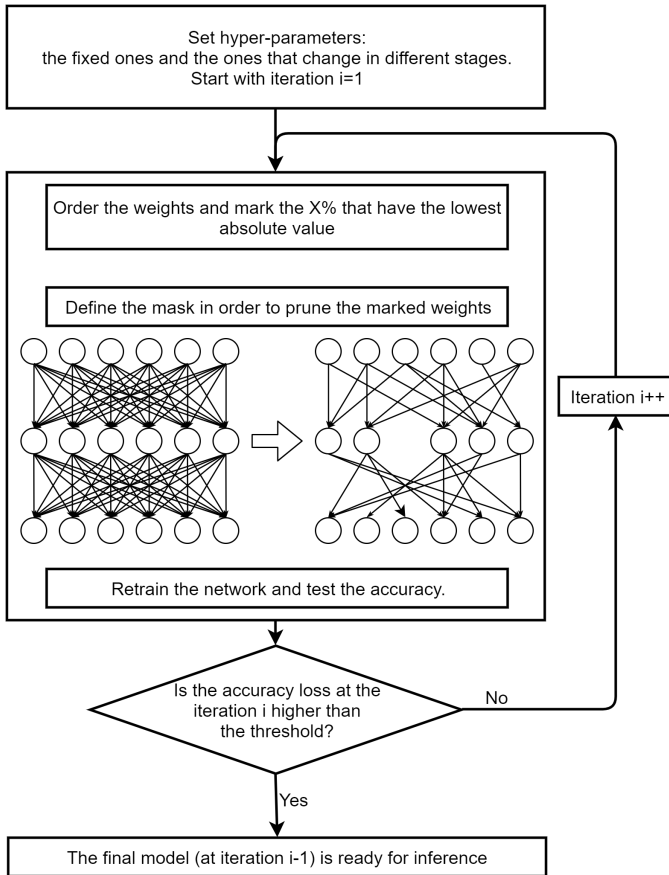 Set hyper-parameters:
the fixed ones and the ones that change in different stages.
Start with iteration i=1
Order the weights and mark the X% that have the lowest
absolute value
Define the mask in order to prune the marked weights
Iteration i++
Retrain the network and test the accuracy.
Is the accuracy loss at the
iteration i higher than
the threshold?
No
Yes
The final model (at iteration i-1) is ready for inference